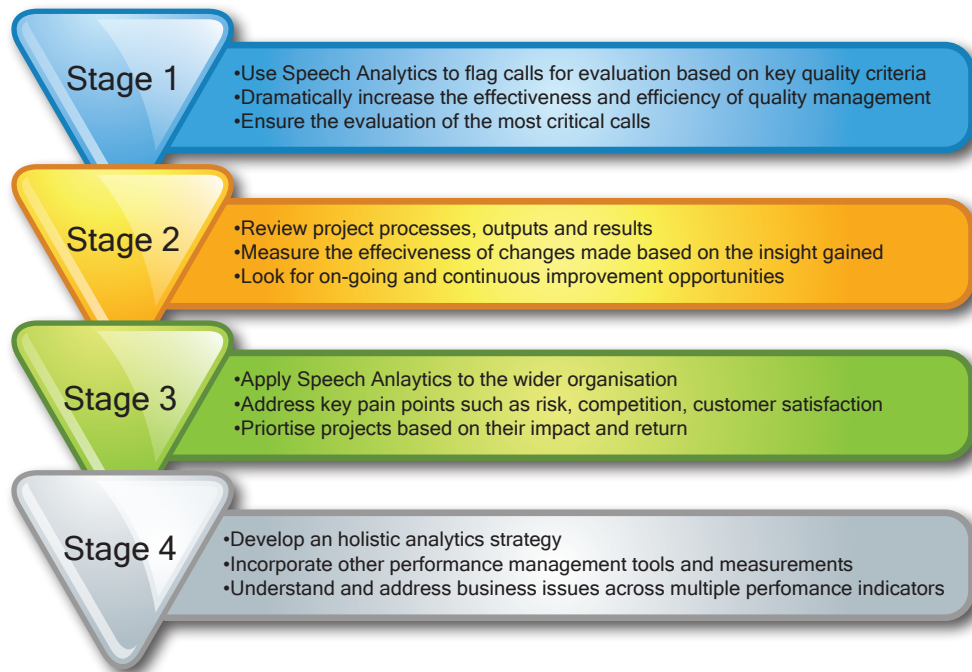 Stage 1
•Use Speech Analytics to flag calls for evaluation based on key quality criteria
•Dramatically increase the effectiveness and efficiency of quality management
•Ensure the evaluation of the most critical calls
Stage 2
•Review project processes, outputs and results
•Measure the effeciveness of changes made based on the insight gained
•Look for on-going and continuous improvement opportunities
Stage 3
•Apply Speech Anlaytics to the wider organisation
•Address key pain points such as risk, competition, customer satisfaction
•Priortise projects based on their impact and return
Stage 4
•Develop an holistic analytics strategy
•Incorporate other performance management tools and measurements
•Understand and address business issues across multiple perfomance indicators